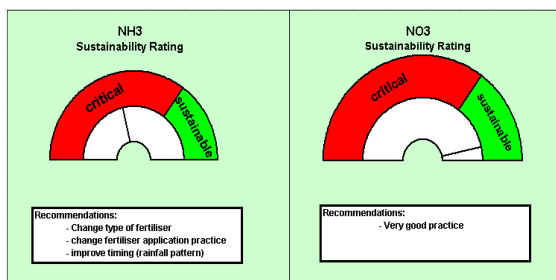 NH3
Sustainability Rating
critical
sustainable
Recommendations:
- Change type of fertiliser
- change fertiliser application practice
- improve timing (rainfall pattern)
NO3
Sustainability Rating
critical
sustainable
Recommendations:
- Very good practice